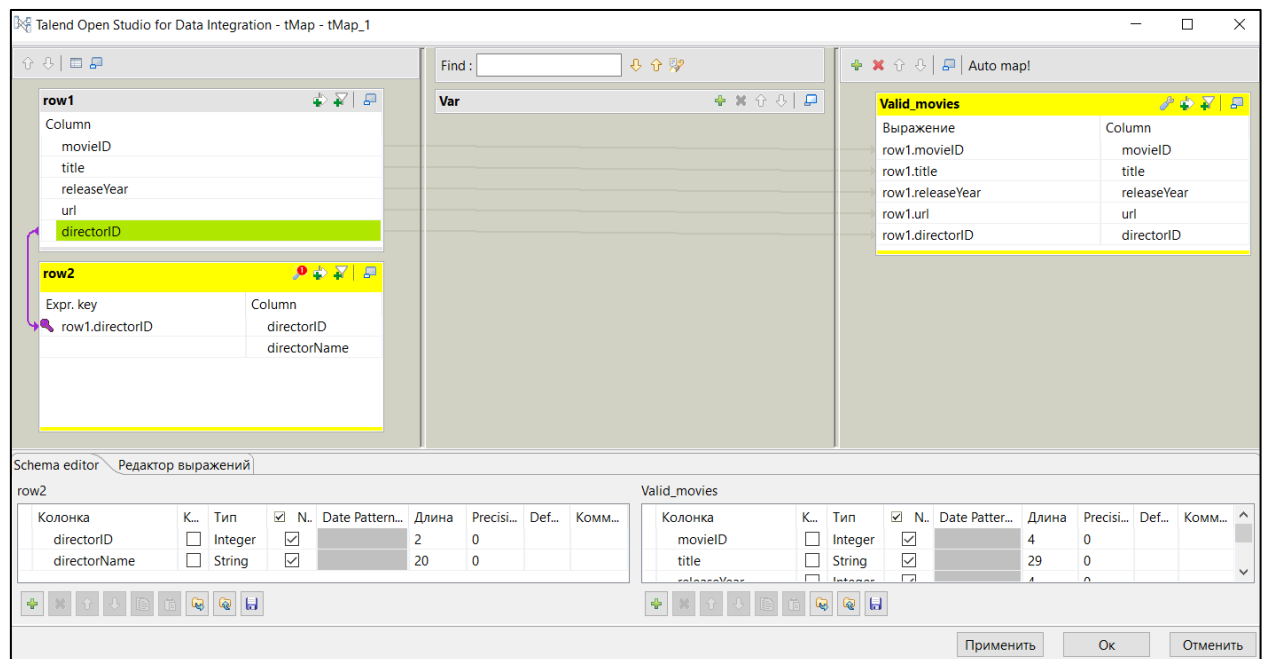 Talend Open Studio for Data Integration - tMap - tMap_1
Find :
Auto map!
row1
Column
movieID
title
releaseYear
url
directorID
row2
Expr. key Column
row1.directorID directorID
directorName
Var
Valid_movies
Выражение Column
row1.movieID movieID
row1.title title
row1.releaseYear releaseYear
row1.url url
row1.directorID directorID
Schema editor Редактор выражений
row2
Колонка K... Тип N.. Date Pattern... Длина Precisi... Def... Комм...
directorID Integer 2 0
directorName String 20 0
Valid_movies
Колонка K... Тип N.. Date Patter... Длина Precisi... Def... Комм...
movieID Integer 4 0
title String 29 0
releaseYear Integer 4 0
Применить Ок Отменить